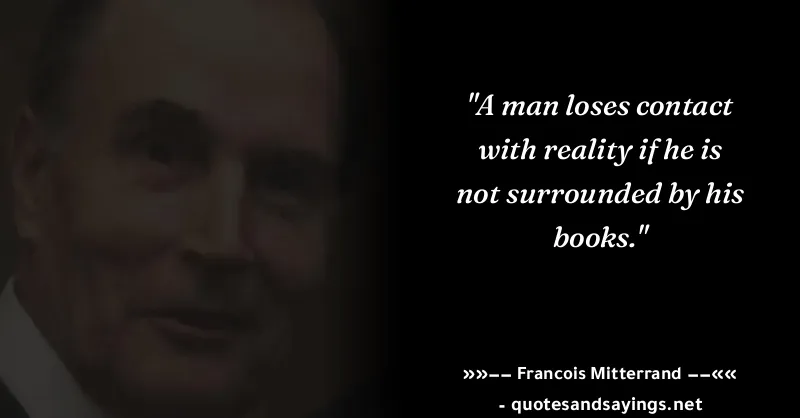 "A man loses contact
with reality if he is
not surrounded by his
books."
»»–– Francois Mitterrand ––««
- quotesandsayings.net